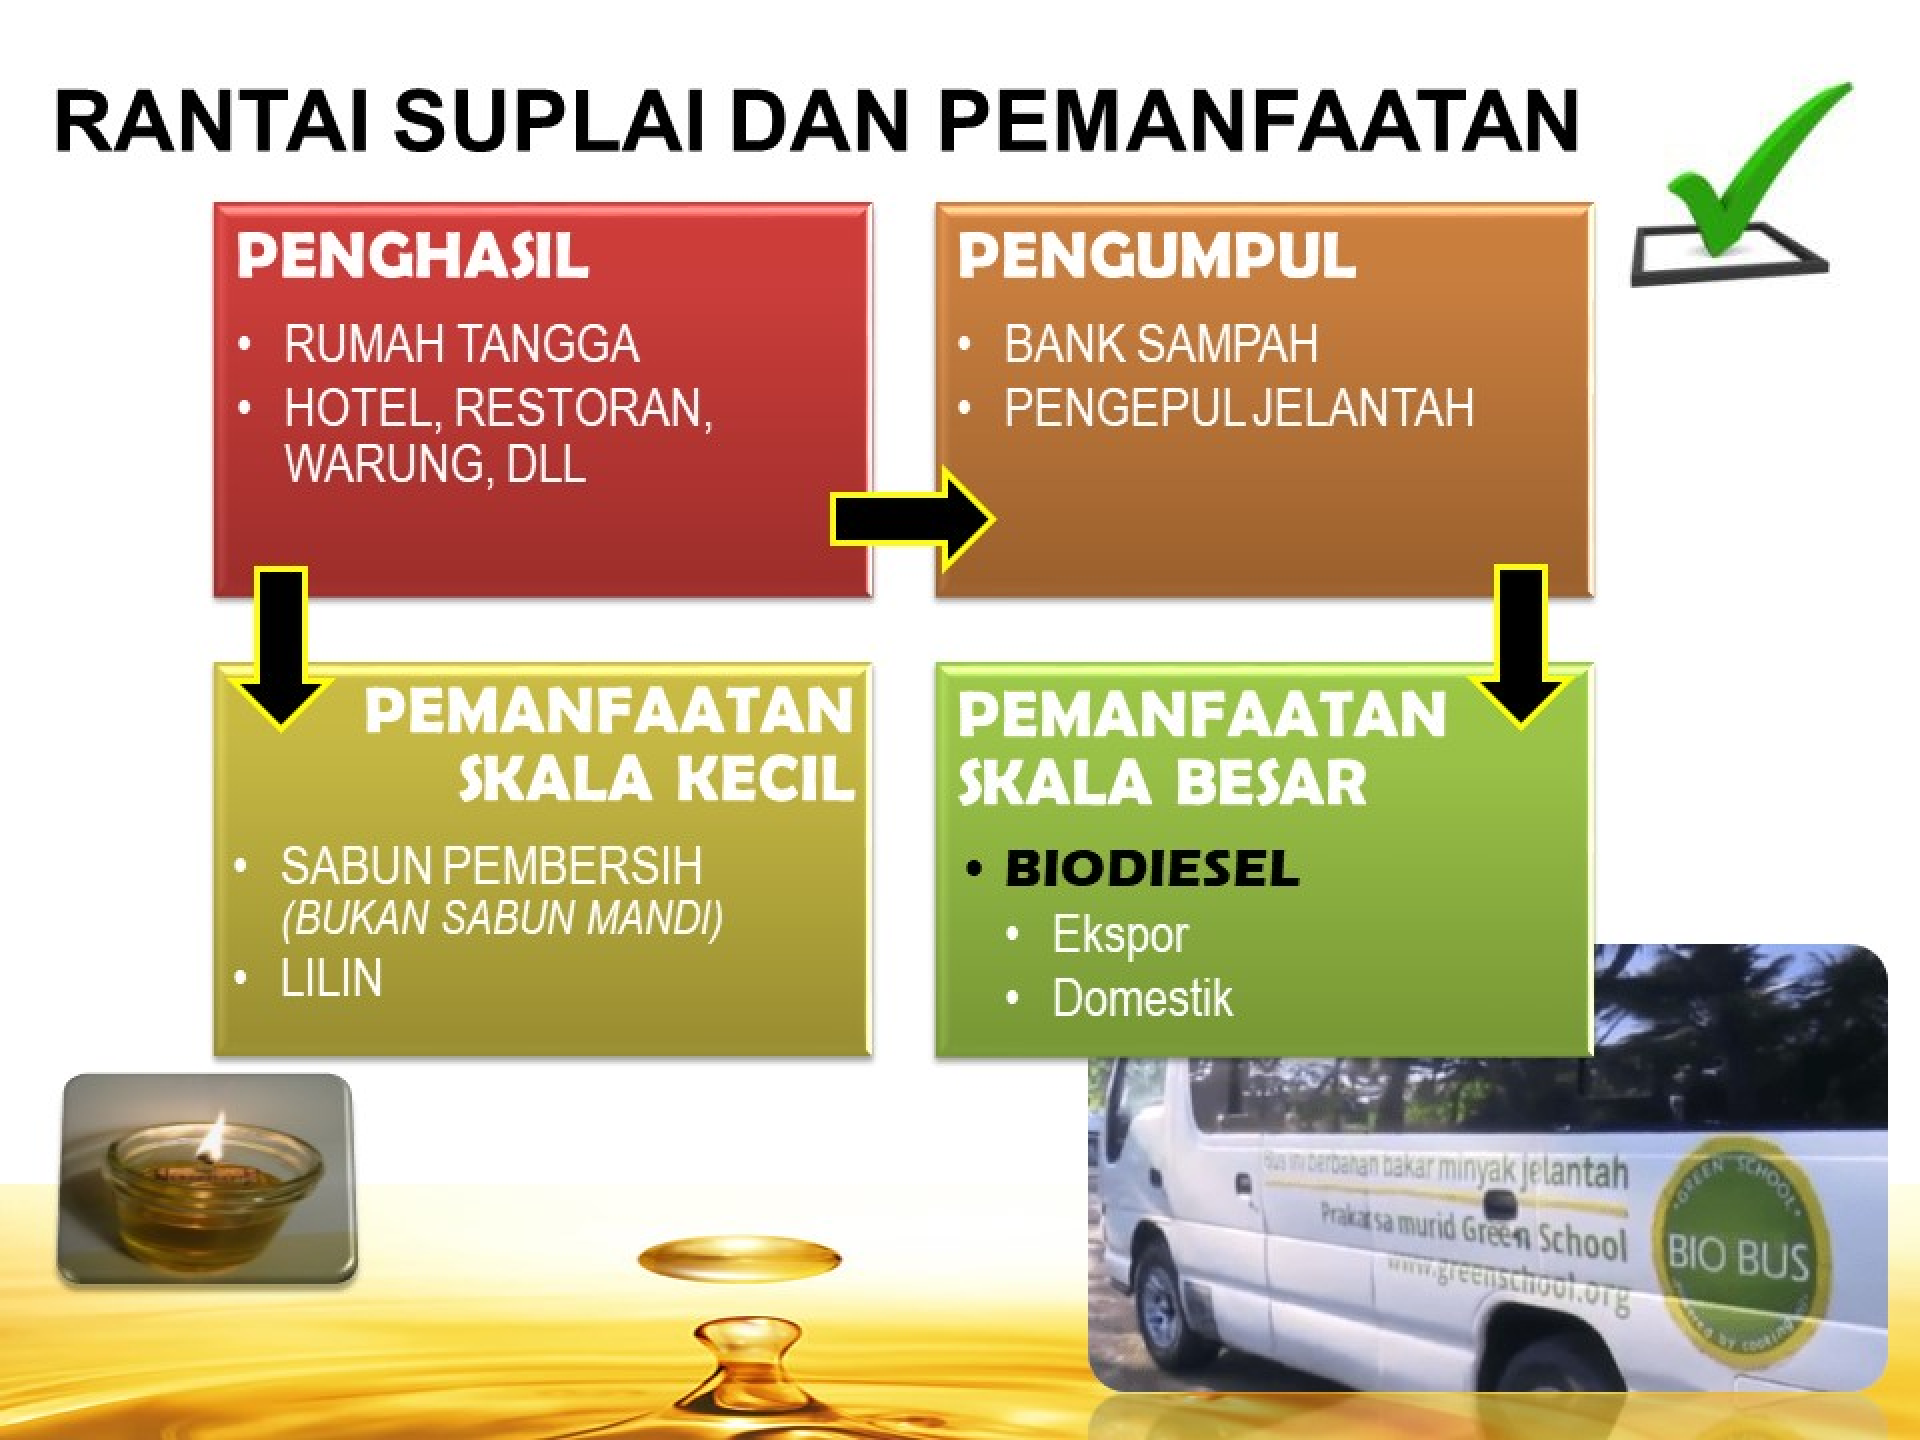 RANTAI SUPLAI DAN PEMANFAATAN
PENGHASIL
• RUMAH TANGGA
• HOTEL, RESTORAN,
WARUNG, DLL
PENGUMPUL
• BANK SAMPAH
• PENGEPUL JELANTAH
PEMANFAATAN
SKALA KECIL
• SABUN PEMBERSIH
(BUKAN SABUN MANDI)
• LILIN
PEMANFAATAN
SKALA BESAR
• BIODIESEL
• Ekspor
• Domestik
Bus ini berbahan bakar minyak jelantah
Prakarsa murid Green School
www.greenschool.org
GREEN SCHOOL
BIO BUS
by cooking